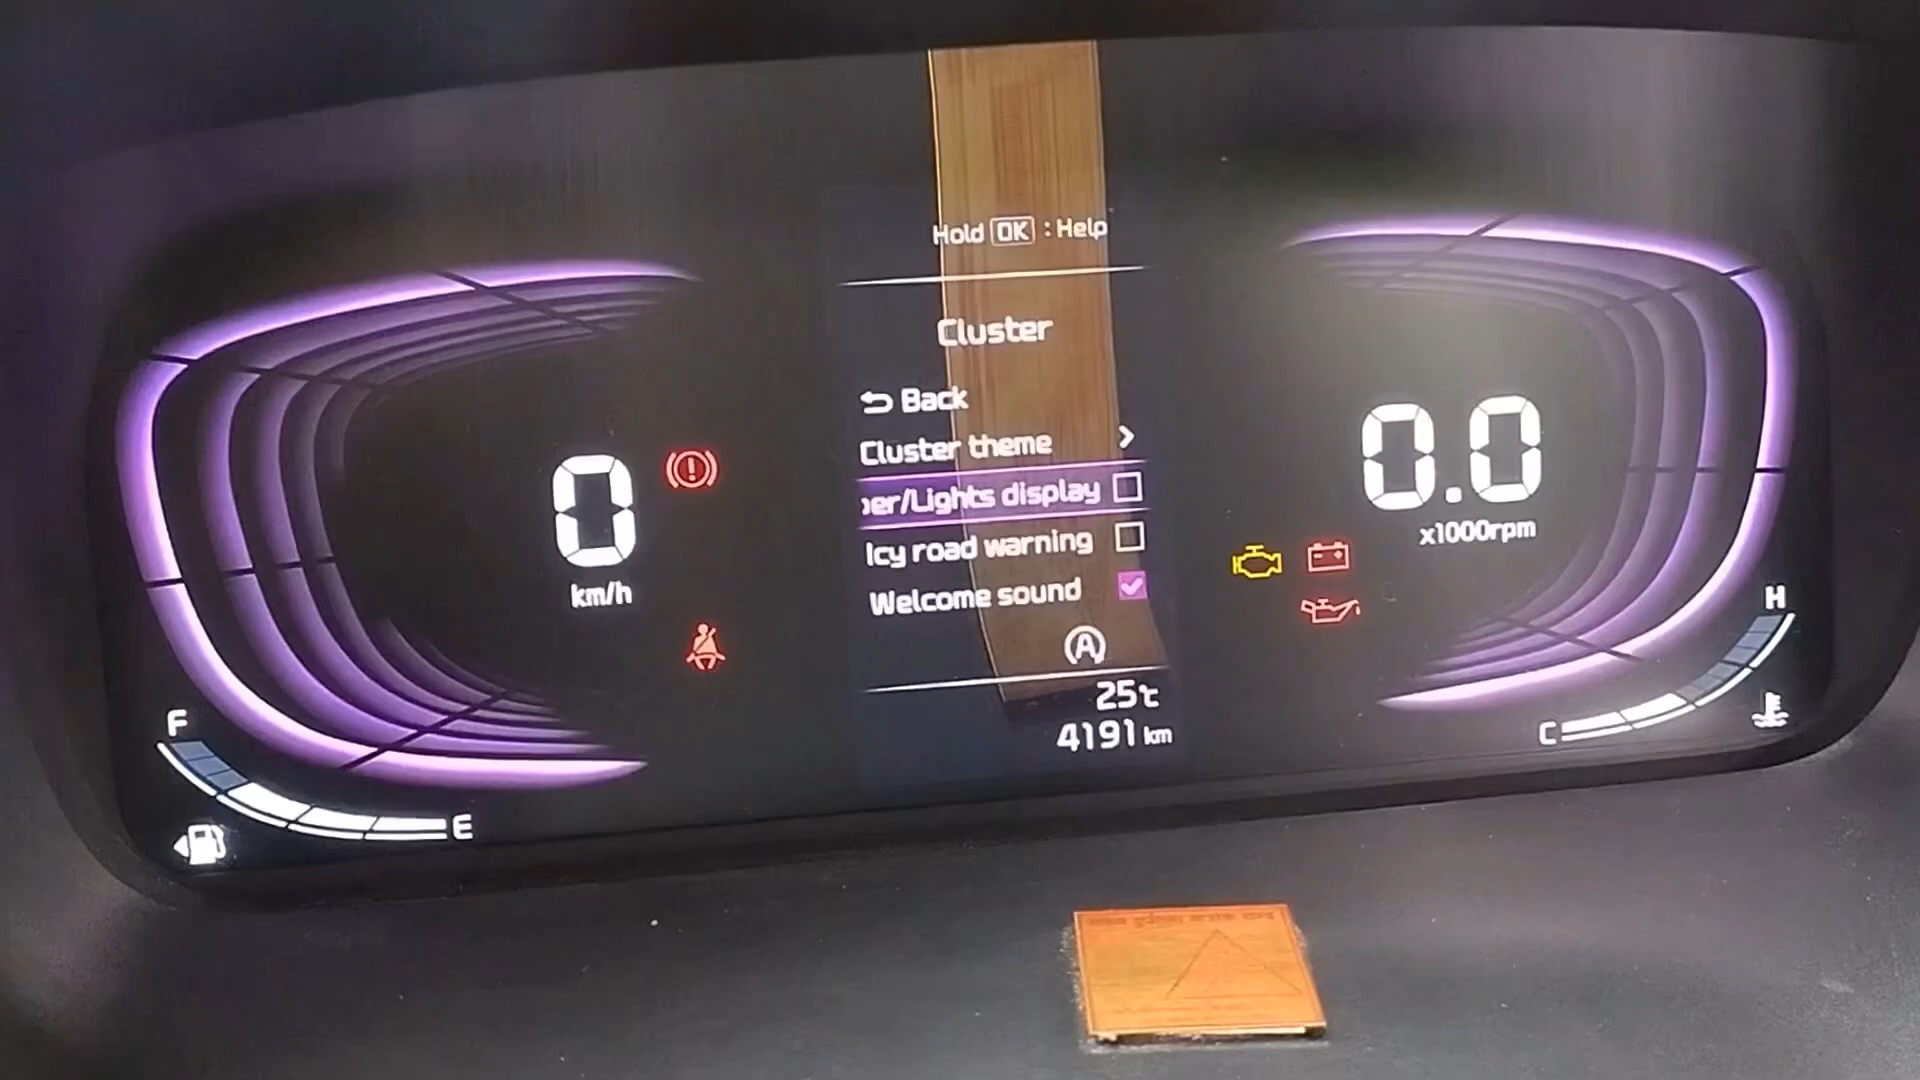 Hold OK : Help
Cluster
Back
Cluster theme
er/Lights display
Icy road warning
Welcome sound
A
25℃
4191 km
0
km/h
F
E
0.0
x1000rpm
H
C